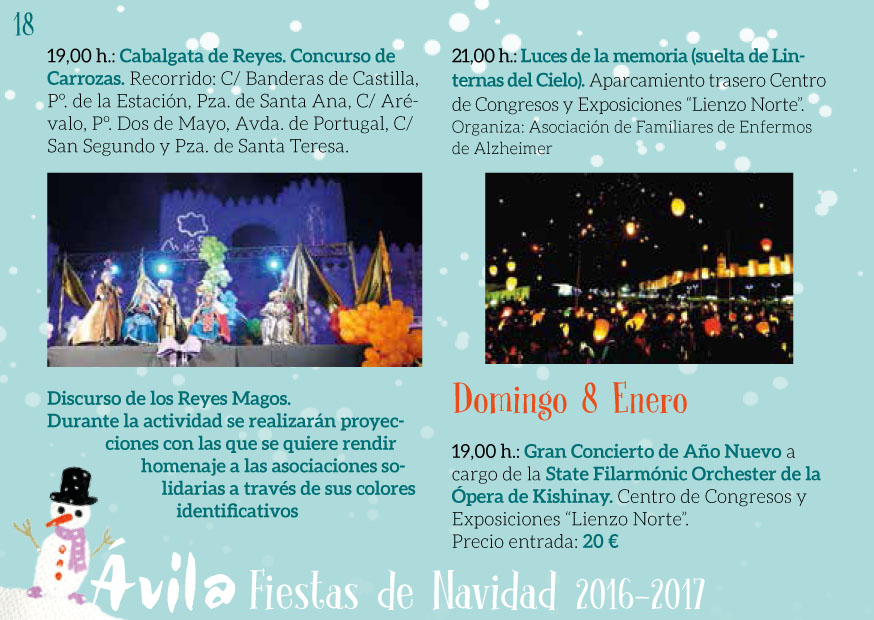 18
19,00 h.: Cabalgata de Reyes. Concurso de
Carrozas. Recorrido: C/ Banderas de Castilla,
Pº. de la Estación, Pza. de Santa Ana, C/ Aré-
valo, Pº. Dos de Mayo, Avda. de Portugal, C/
San Segundo y Pza. de Santa Teresa.
Discurso de los Reyes Magos.
Durante la actividad se realizarán proyec-
ciones con las que se quiere rendir
homenaje a las asociaciones so-
lidarias a través de sus colores
identificativos
21,00 h.: Luces de la memoria (suelta de Lin-
ternas del Cielo). Aparcamiento trasero Centro
de Congresos y Exposiciones “Lienzo Norte”.
Organiza: Asociación de Familiares de Enfermos
de Alzheimer
Domingo 8 Enero
19,00 h.: Gran Concierto de Año Nuevo a
cargo de la State Filarmónic Orchester de la
Ópera de Kishinay. Centro de Congresos y
Exposiciones “Lienzo Norte”.
Precio entrada: 20 €
Ávila Fiestas de Navidad 2016-2017